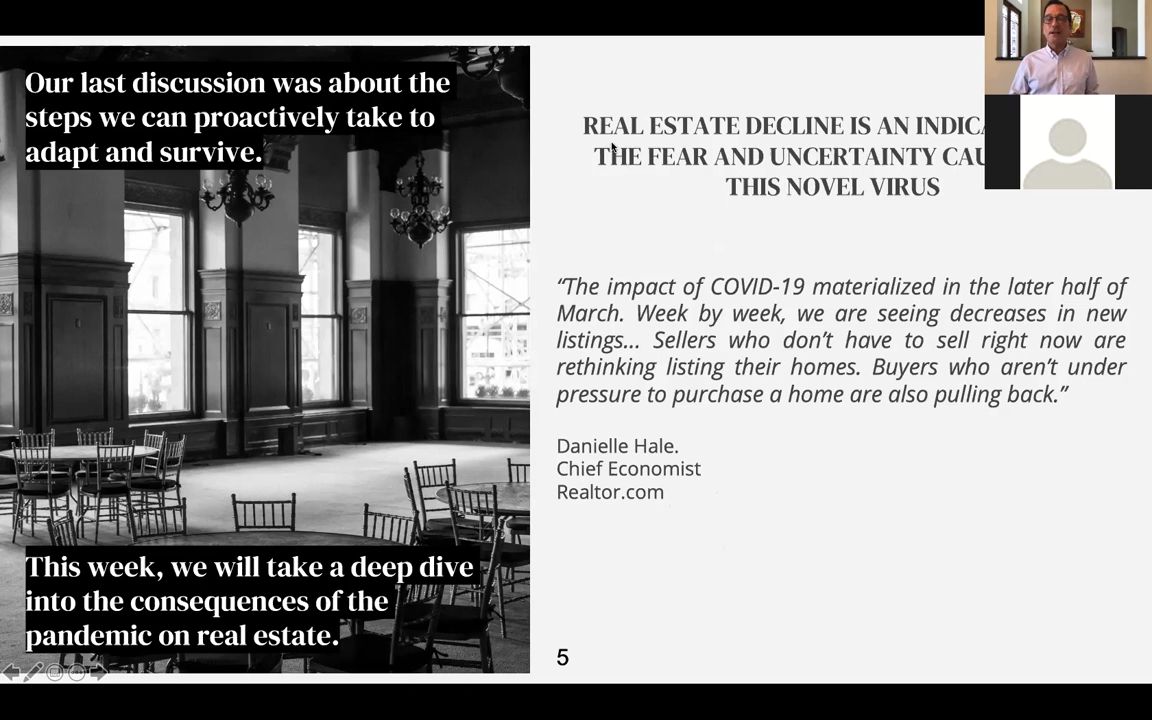 Our last discussion was about the
steps we can proactively take to
adapt and survive.
This week, we will take a deep dive
into the consequences of the
pandemic on real estate.
REAL ESTATE DECLINE IS AN
THE FEAR AND UNCERTAINTY
THIS NOVEL VIRUS
“The impact of COVID-19 materialized in the later half of
March. Week by week, we are seeing decreases in new
listings... Sellers who don’t have to sell right now are
rethinking listing their homes. Buyers who aren’t under
pressure to purchase a home are also pulling back.”
Danielle Hale.
Chief Economist
Realtor.com
5